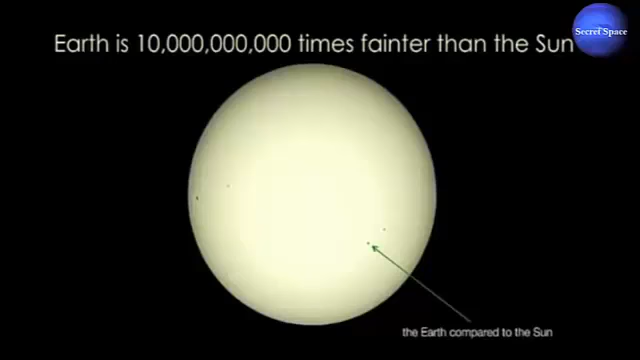 Earth is 10,000,000,000 times fainter than the Sun
Secret Space
the Earth compared to the Sun